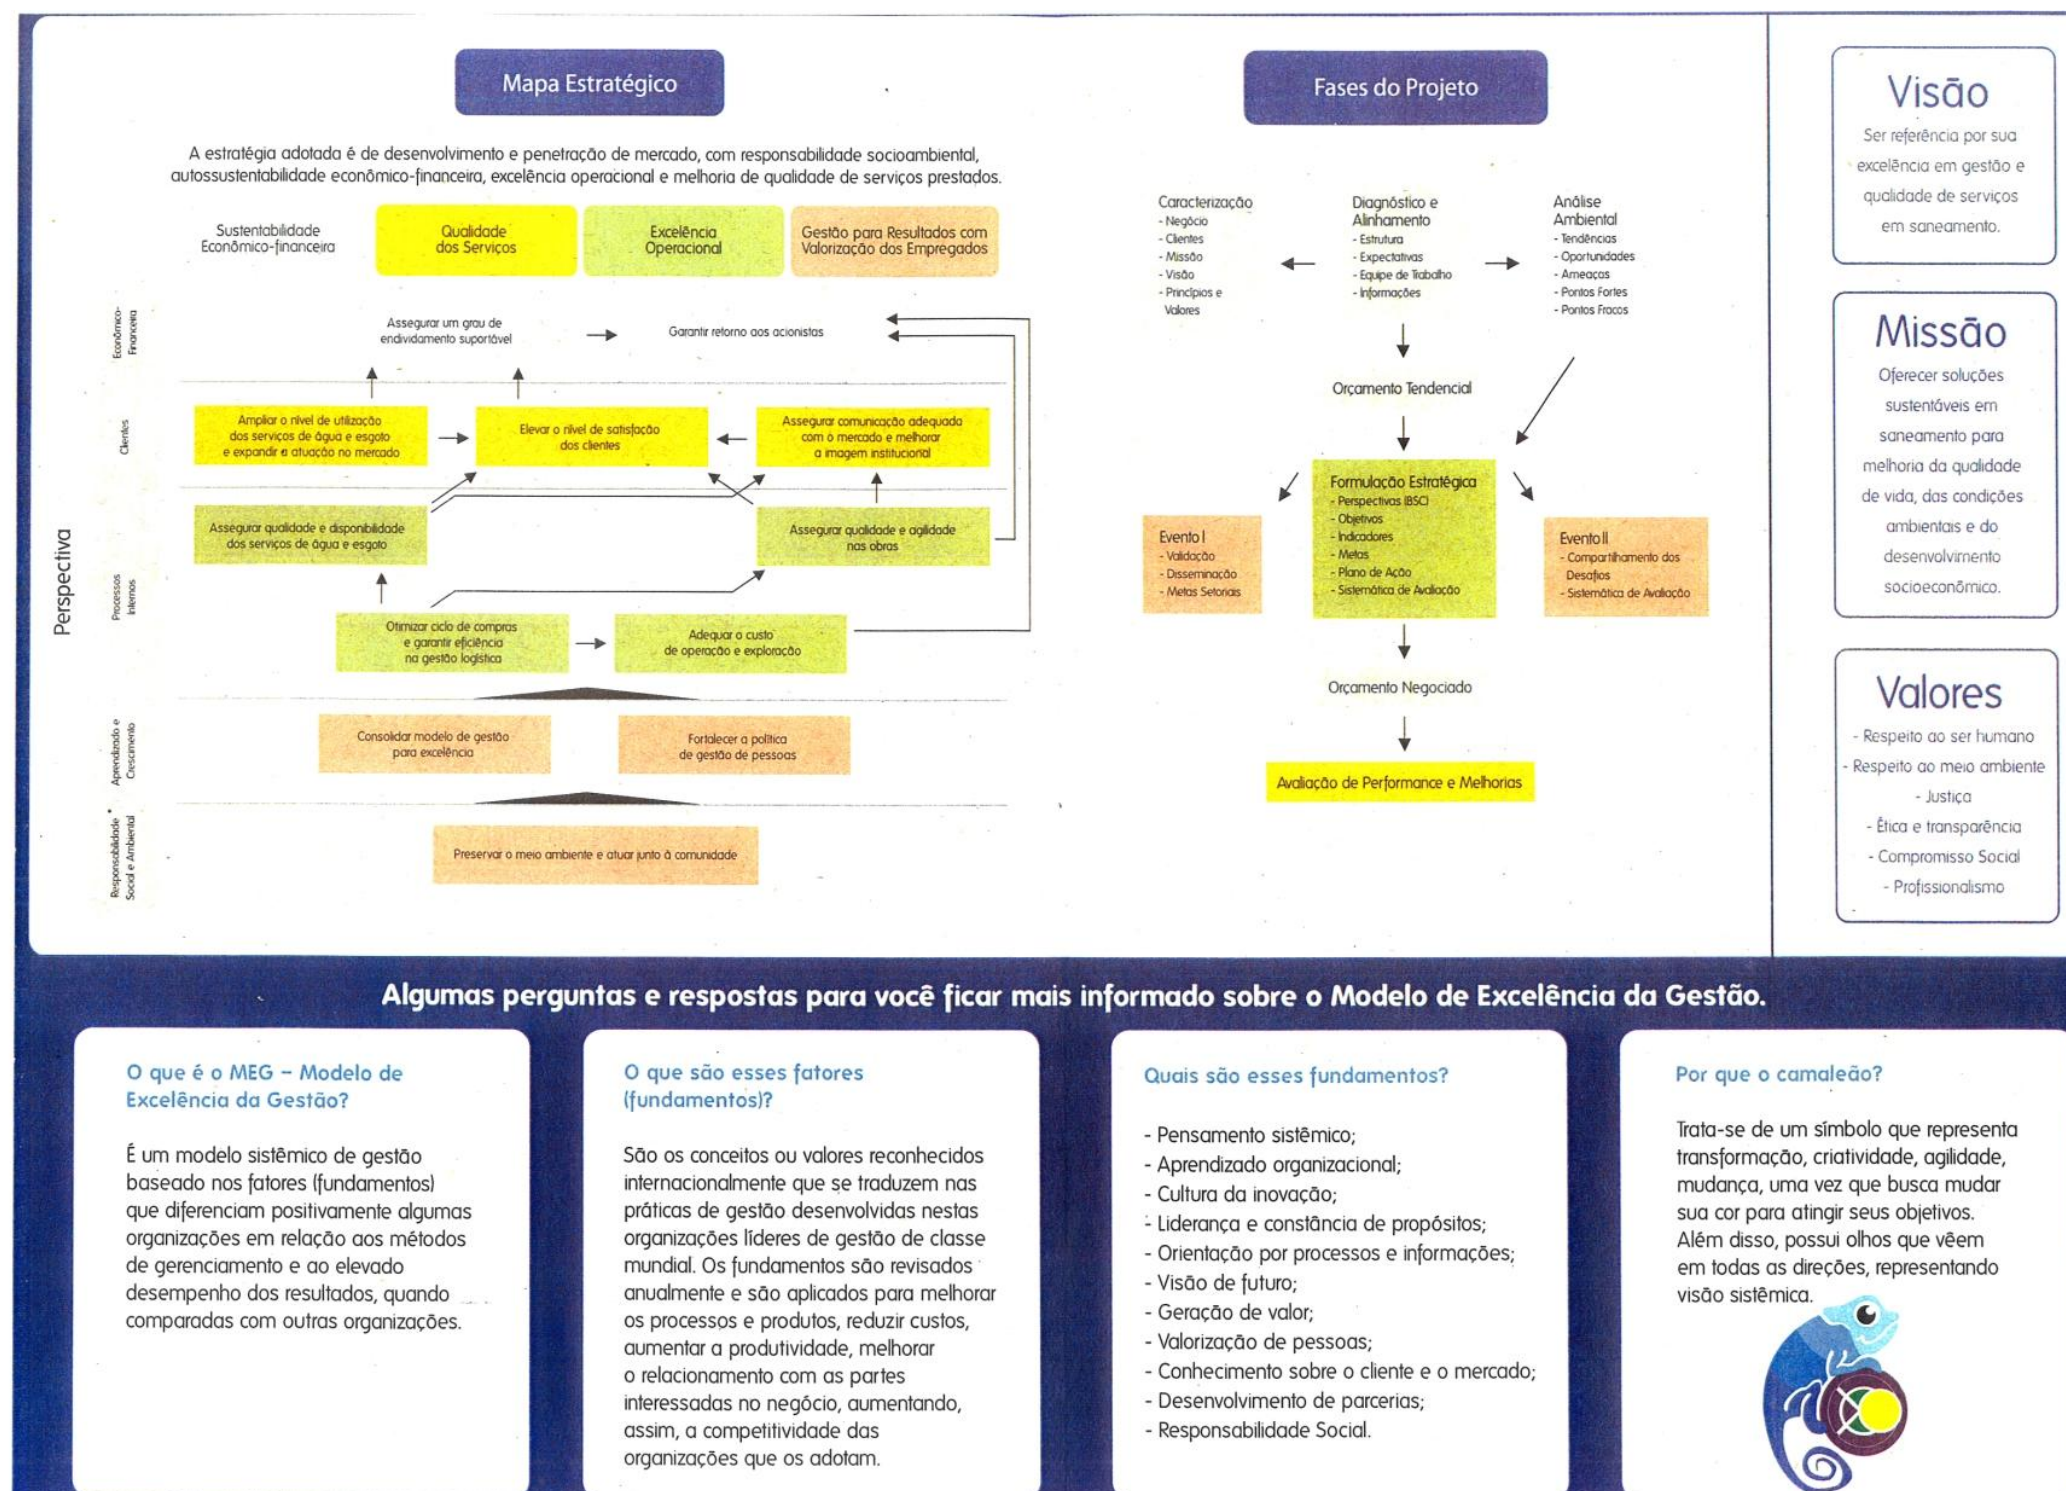 Mapa Estratégico
A estratégia adotada é de desenvolvimento e penetração de mercado, com responsabilidade socioambiental,
autossustentabilidade econômico-financeira, excelência operacional e melhoria de qualidade de serviços prestados.
Sustentabilidade
Econômico-financeira
Qualidade
dos Serviços
Excelência
Operacional
Gestão para Resultados com
Valorização dos Empregados
Perspectiva
Econômico-
Financeira
Assegurar um grau de
endividamento suportável
Garantir retorno aos acionistas
Clientes
Ampliar o nível de utilização
dos serviços de água e esgoto
e expandir a atuação no mercado
Elevar o nível de satisfação
dos clientes
Assegurar comunicação adequada
com o mercado e melhorar
a imagem institucional
Processos
Internos
Assegurar qualidade e disponibilidade
dos serviços de água e esgoto
Assegurar qualidade e agilidade
nas obras
Otimizar ciclo de compras
e garantir eficiência
na gestão logística
Adequar o custo
de operação e exploração
Aprendizado e
Crescimento
Consolidar modelo de gestão
para excelência
Fortalecer a política
de gestão de pessoas
Responsabilidade
Social e Ambiental
Preservar o meio ambiente e atuar junto à comunidade
Fases do Projeto
Caracterização
- Negócio
- Clientes
- Missão
- Visão
- Princípios e
Valores
Diagnóstico e
Alinhamento
- Estrutura
- Expectativas
- Equipe de Trabalho
- Informações
Análise
Ambiental
- Tendências
- Oportunidades
- Ameaças
- Pontos Fortes
- Pontos Fracos
Orçamento Tendencial
Formulação Estratégica
- Perspectivas (BSC)
- Objetivos
- Indicadores
- Metas
- Plano de Ação
- Sistemática de Avaliação
Evento I
- Validação
- Disseminação
- Metas Setoriais
Evento II
- Compartilhamento dos
Desafios
- Sistemática de Avaliação
Orçamento Negociado
Avaliação de Performance e Melhorias
Visão
Ser referência por sua
excelência em gestão e
qualidade de serviços
em saneamento.
Missão
Oferecer soluções
sustentáveis em
saneamento para
melhoria da qualidade
de vida, das condições
ambientais e do
desenvolvimento
socioeconômico.
Valores
- Respeito ao ser humano
- Respeito ao meio ambiente
- Justiça
- Ética e transparência
- Compromisso Social
- Profissionalismo
Algumas perguntas e respostas para você ficar mais informado sobre o Modelo de Excelência da Gestão.
O que é o MEG – Modelo de
Excelência da Gestão?
É um modelo sistêmico de gestão
baseado nos fatores (fundamentos)
que diferenciam positivamente algumas
organizações em relação aos métodos
de gerenciamento e ao elevado
desempenho dos resultados, quando
comparadas com outras organizações.
O que são esses fatores
(fundamentos)?
São os conceitos ou valores reconhecidos
internacionalmente que se traduzem nas
práticas de gestão desenvolvidas nestas
organizações líderes de gestão de classe
mundial. Os fundamentos são revisados
anualmente e são aplicados para melhorar
os processos e produtos, reduzir custos,
aumentar a produtividade, melhorar
o relacionamento com as partes
interessadas no negócio, aumentando,
assim, a competitividade das
organizações que os adotam.
Quais são esses fundamentos?
- Pensamento sistêmico;
- Aprendizado organizacional;
- Cultura da inovação;
- Liderança e constância de propósitos;
- Orientação por processos e informações;
- Visão de futuro;
- Geração de valor;
- Valorização de pessoas;
- Conhecimento sobre o cliente e o mercado;
- Desenvolvimento de parcerias;
- Responsabilidade Social.
Por que o camaleão?
Trata-se de um símbolo que representa
transformação, criatividade, agilidade,
mudança, uma vez que busca mudar
sua cor para atingir seus objetivos.
Além disso, possui olhos que vêem
em todas as direções, representando
visão sistêmica.